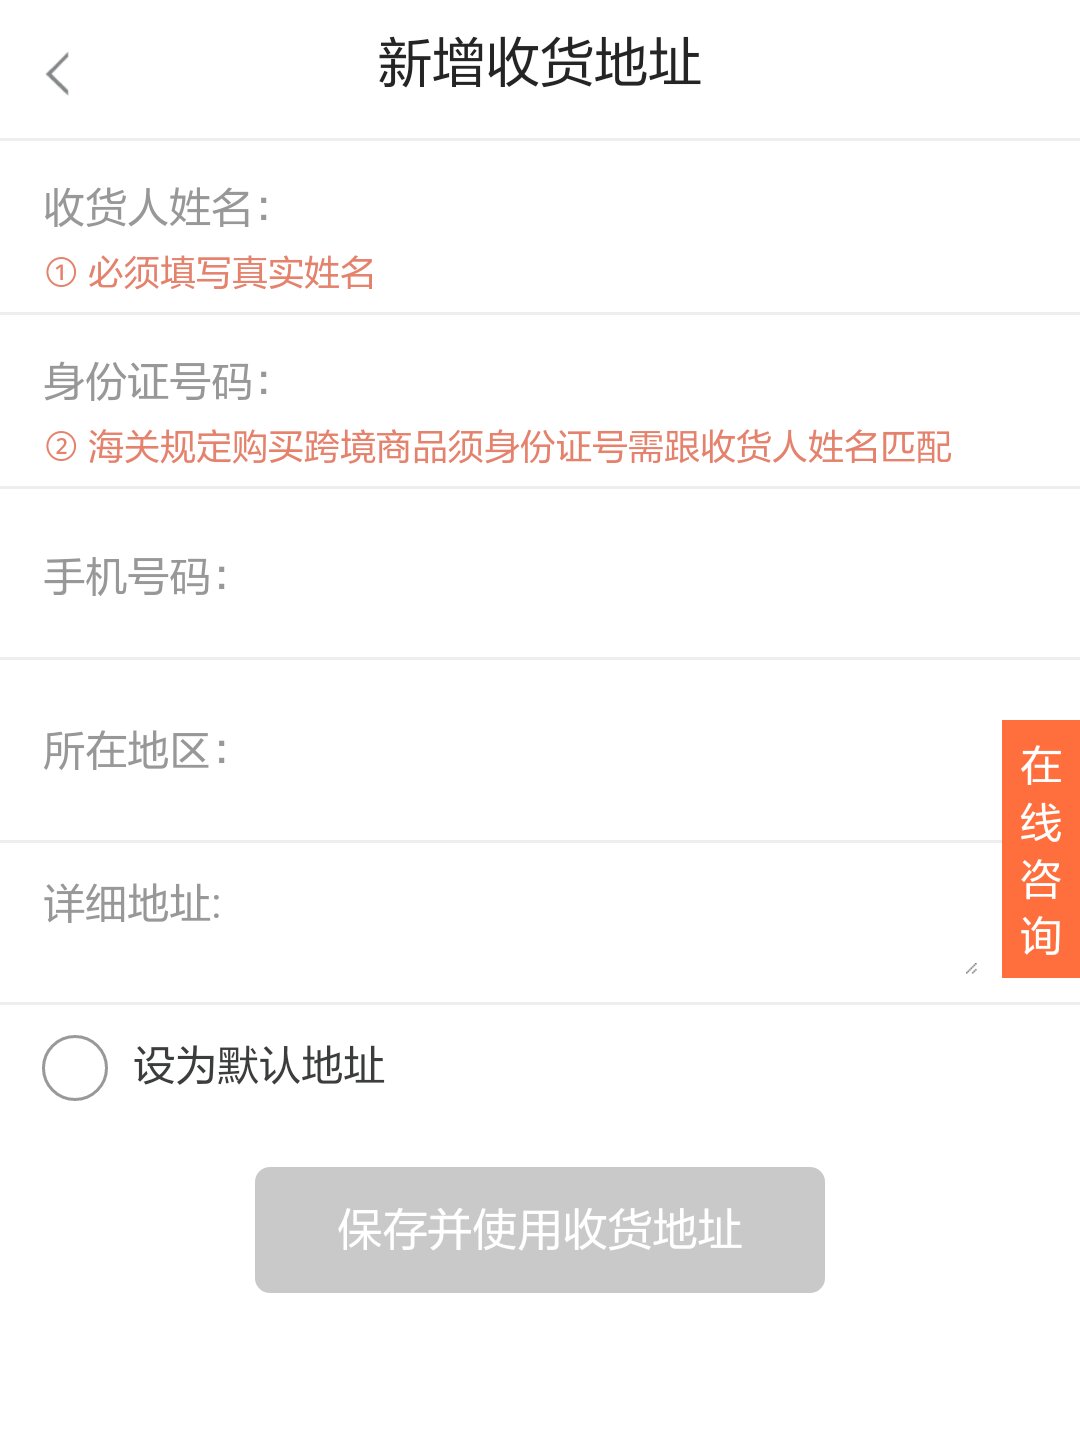 新增收货地址
收货人姓名：
① 必须填写真实姓名
身份证号码：
② 海关规定购买跨境商品须身份证号需跟收货人姓名匹配
手机号码：
所在地区：
在线咨询
详细地址:
设为默认地址
保存并使用收货地址